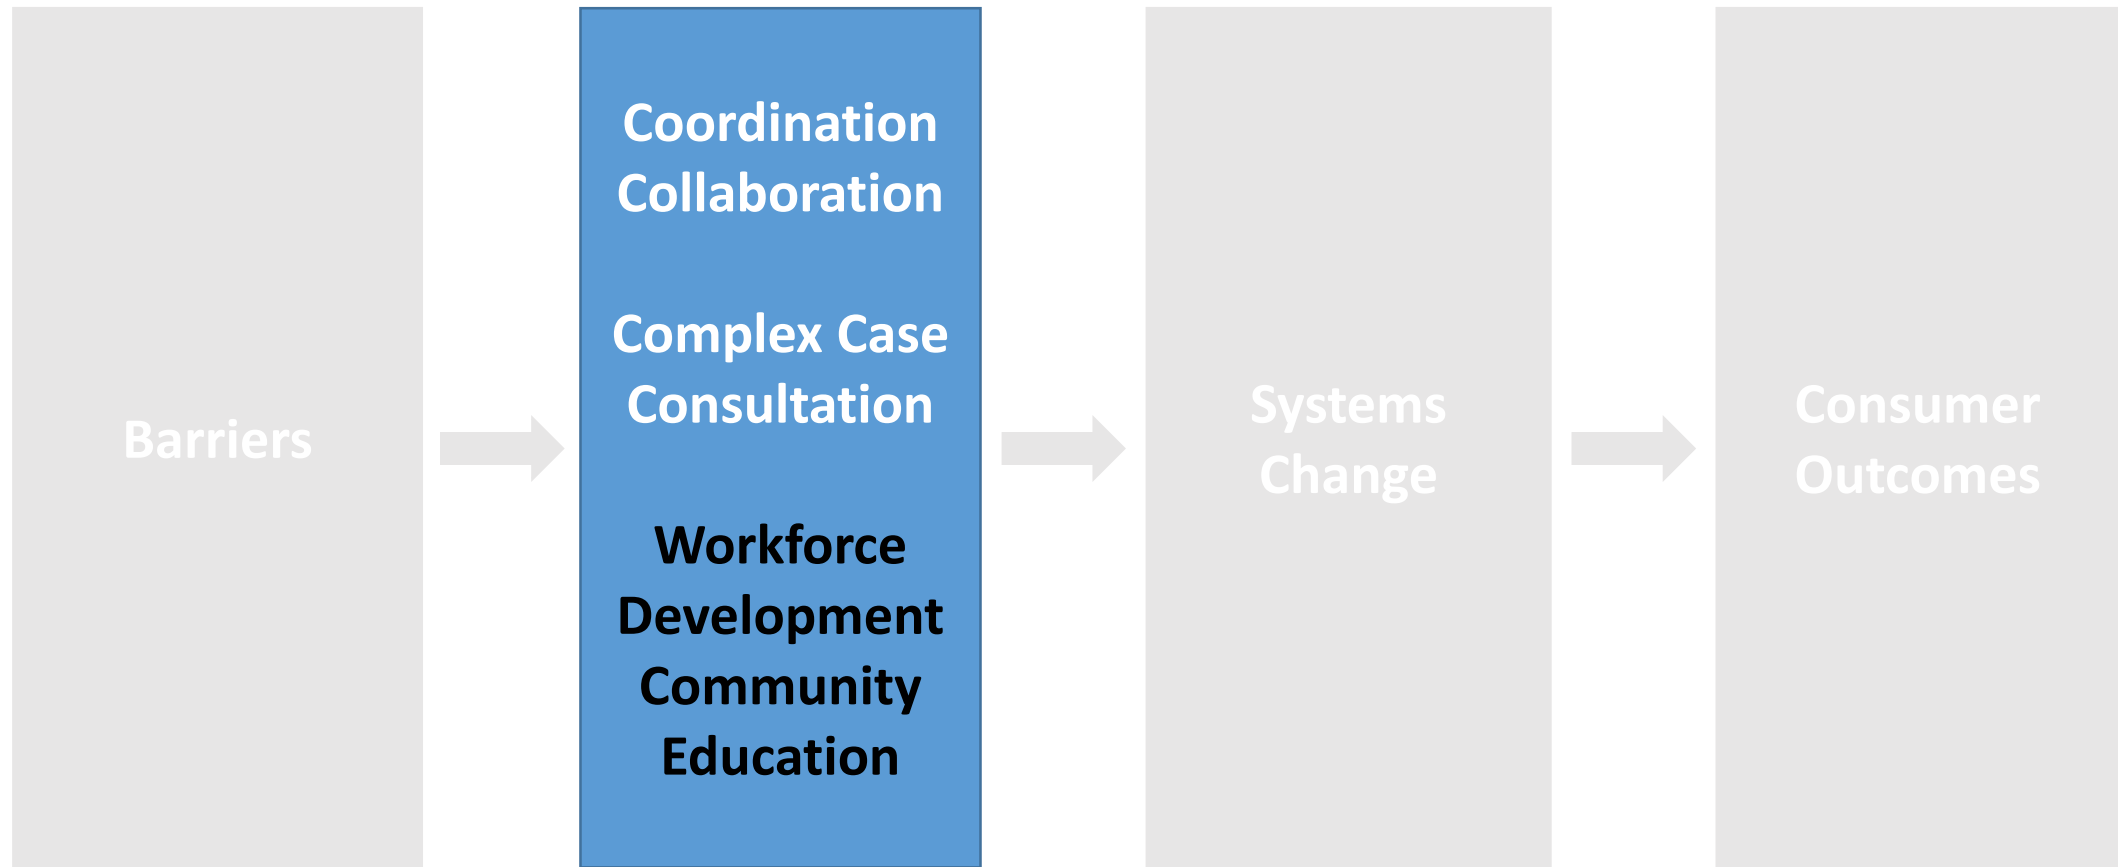 Barriers
Coordination
Collaboration
Complex Case
Consultation
Workforce
Development
Community
Education
Systems
Change
Consumer
Outcomes